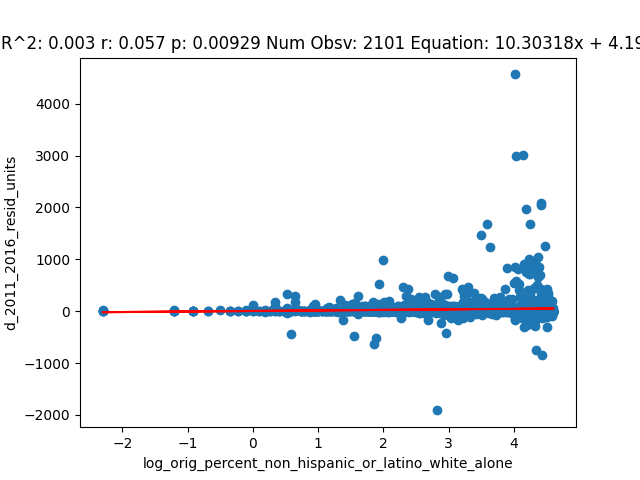 R^2: 0.003 r: 0.057 p: 0.00929 Num Obsv: 2101 Equation: 10.30318x + 4.19
4000
3000
2000
1000
0
−1000
−2000
d_2011_2016_resid_units
−2 −1 0 1 2 3 4
log_orig_percent_non_hispanic_or_latino_white_alone